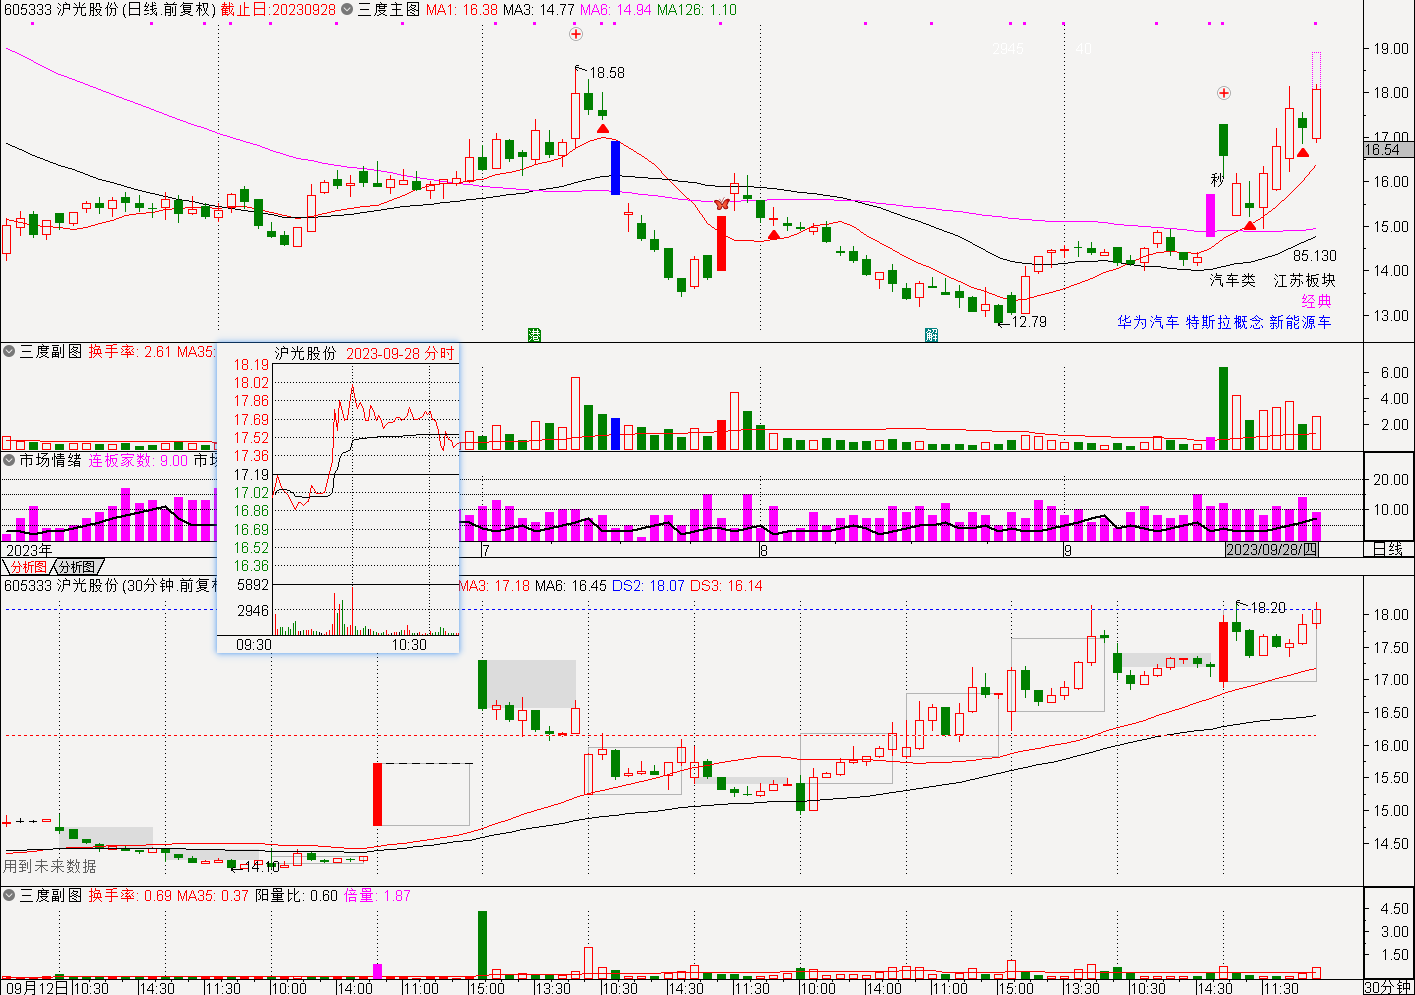 605333 沪光股份 (日线.前复权) 截止日:20230928 三度主图 MA1: 16.38 MA3: 14.77 MA6: 14.94 MA126: 1.10
2945 40
19.00
18.58
18.00
17.00
16.54
秒
16.00
15.00
85.130
14.00
汽车类 江苏板块
经典
12.79
华为汽车 特斯拉概念 新能源车
13.00
港
解
三度副图 换手率: 2.61 MA35:
6.00
4.00
2.00
市场情绪 连板家数: 9.00 市场
20.00
10.00
2023年 7 8 9 2023/09/28/四 日线
分析图 分析图
沪光股份 2023-09-28 分时
18.19
18.02
17.86
17.69
17.52
17.36
17.19
17.02
16.86
16.69
16.52
16.36
5892
2946
09:30 10:30
605333 沪光股份 (30分钟.前复权 MA3: 17.18 MA6: 16.45 DS2: 18.07 DS3: 16.14
18.20
18.00
17.50
17.00
16.50
16.00
15.50
15.00
14.50
14.10
用到未来数据
三度副图 换手率: 0.69 MA35: 0.37 阳量比: 0.60 倍量: 1.87
4.50
3.00
1.50
09月12日 10:30 14:30 11:30 10:00 14:00 11:00 15:00 13:30 10:30 14:30 11:30 10:00 14:00 11:00 15:00 13:30 10:30 14:30 11:30 30分钟